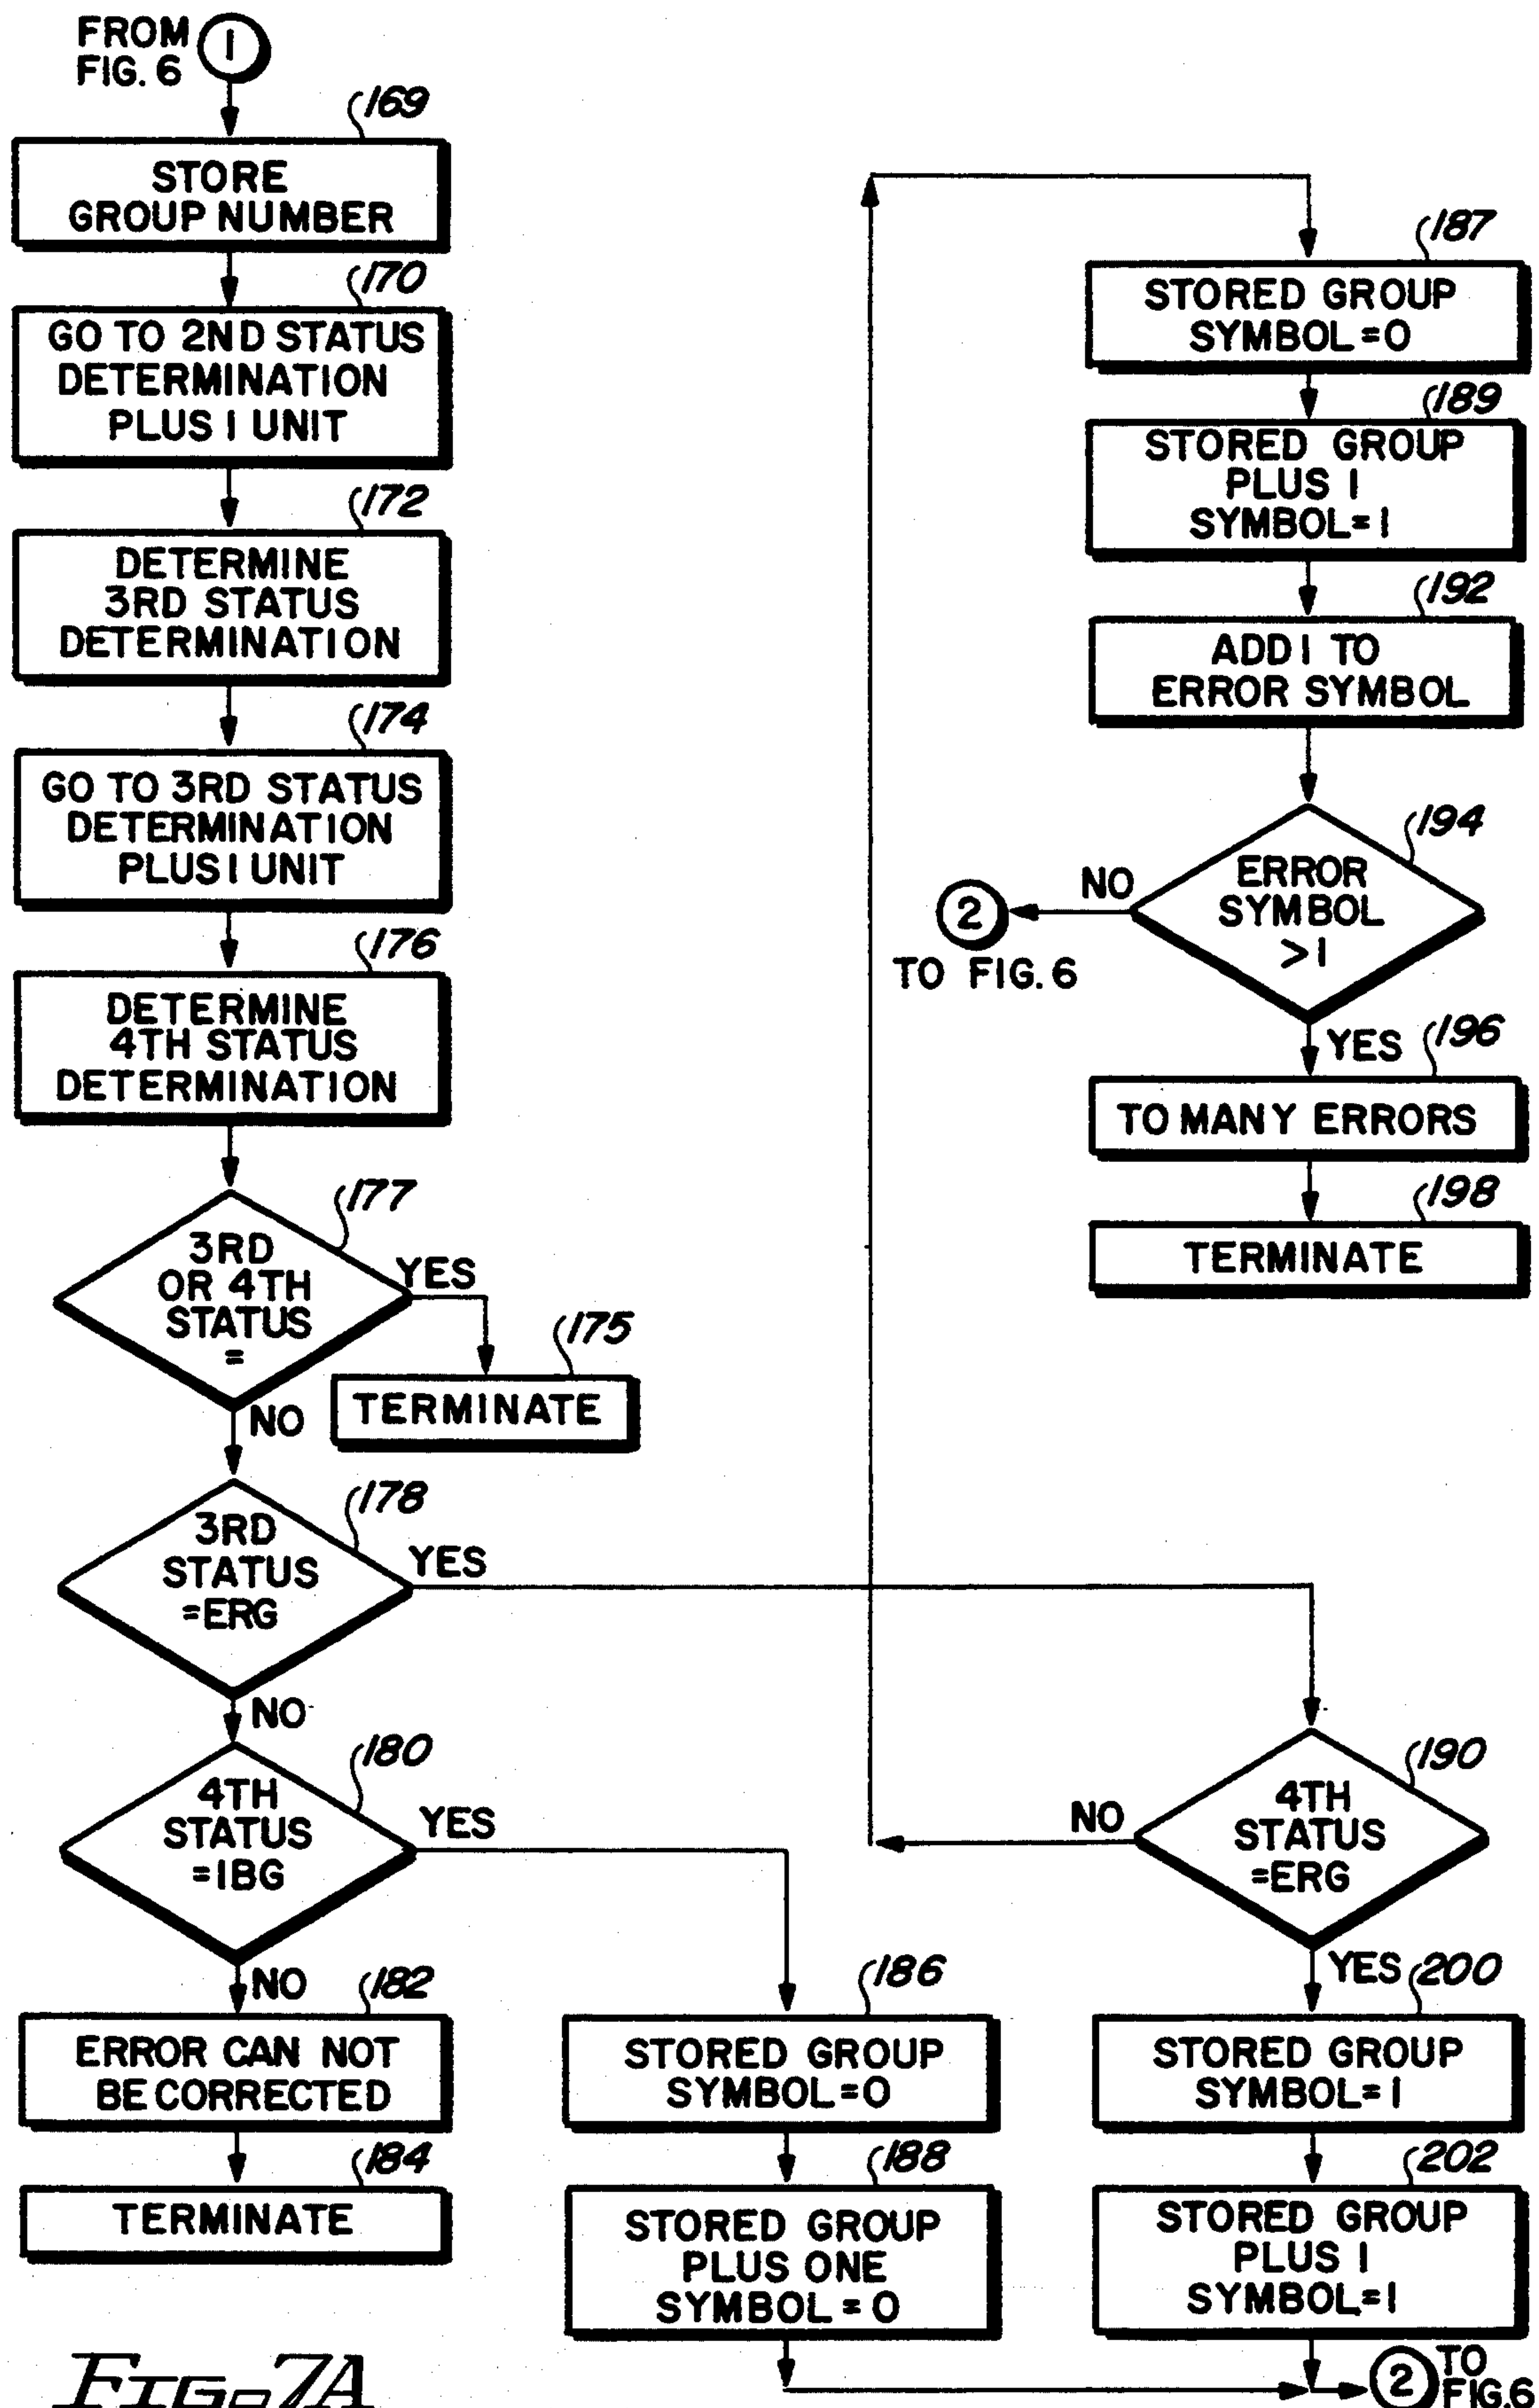 FROM
FIG. 6
1
169
STORE
GROUP NUMBER
170
GO TO 2ND STATUS
DETERMINATION
PLUS 1 UNIT
172
DETERMINE
3RD STATUS
DETERMINATION
174
GO TO 3RD STATUS
DETERMINATION
PLUS 1 UNIT
176
DETERMINE
4TH STATUS
DETERMINATION
177
3RD
OR 4TH
STATUS
=
YES
175
TERMINATE
NO
178
3RD
STATUS
=ERG
YES
NO
180
4TH
STATUS
=IBG
YES
NO
182
ERROR CAN NOT
BE CORRECTED
184
TERMINATE
186
STORED GROUP
SYMBOL=0
188
STORED GROUP
PLUS ONE
SYMBOL=0
187
STORED GROUP
SYMBOL=0
189
STORED GROUP
PLUS 1
SYMBOL=1
192
ADD 1 TO
ERROR SYMBOL
194
ERROR
SYMBOL
>1
NO
2
TO FIG. 6
YES
196
TO MANY ERRORS
198
TERMINATE
190
4TH
STATUS
=ERG
NO
YES
200
STORED GROUP
SYMBOL=1
202
STORED GROUP
PLUS 1
SYMBOL=1
2
TO
FIG.6
FIG. 7A